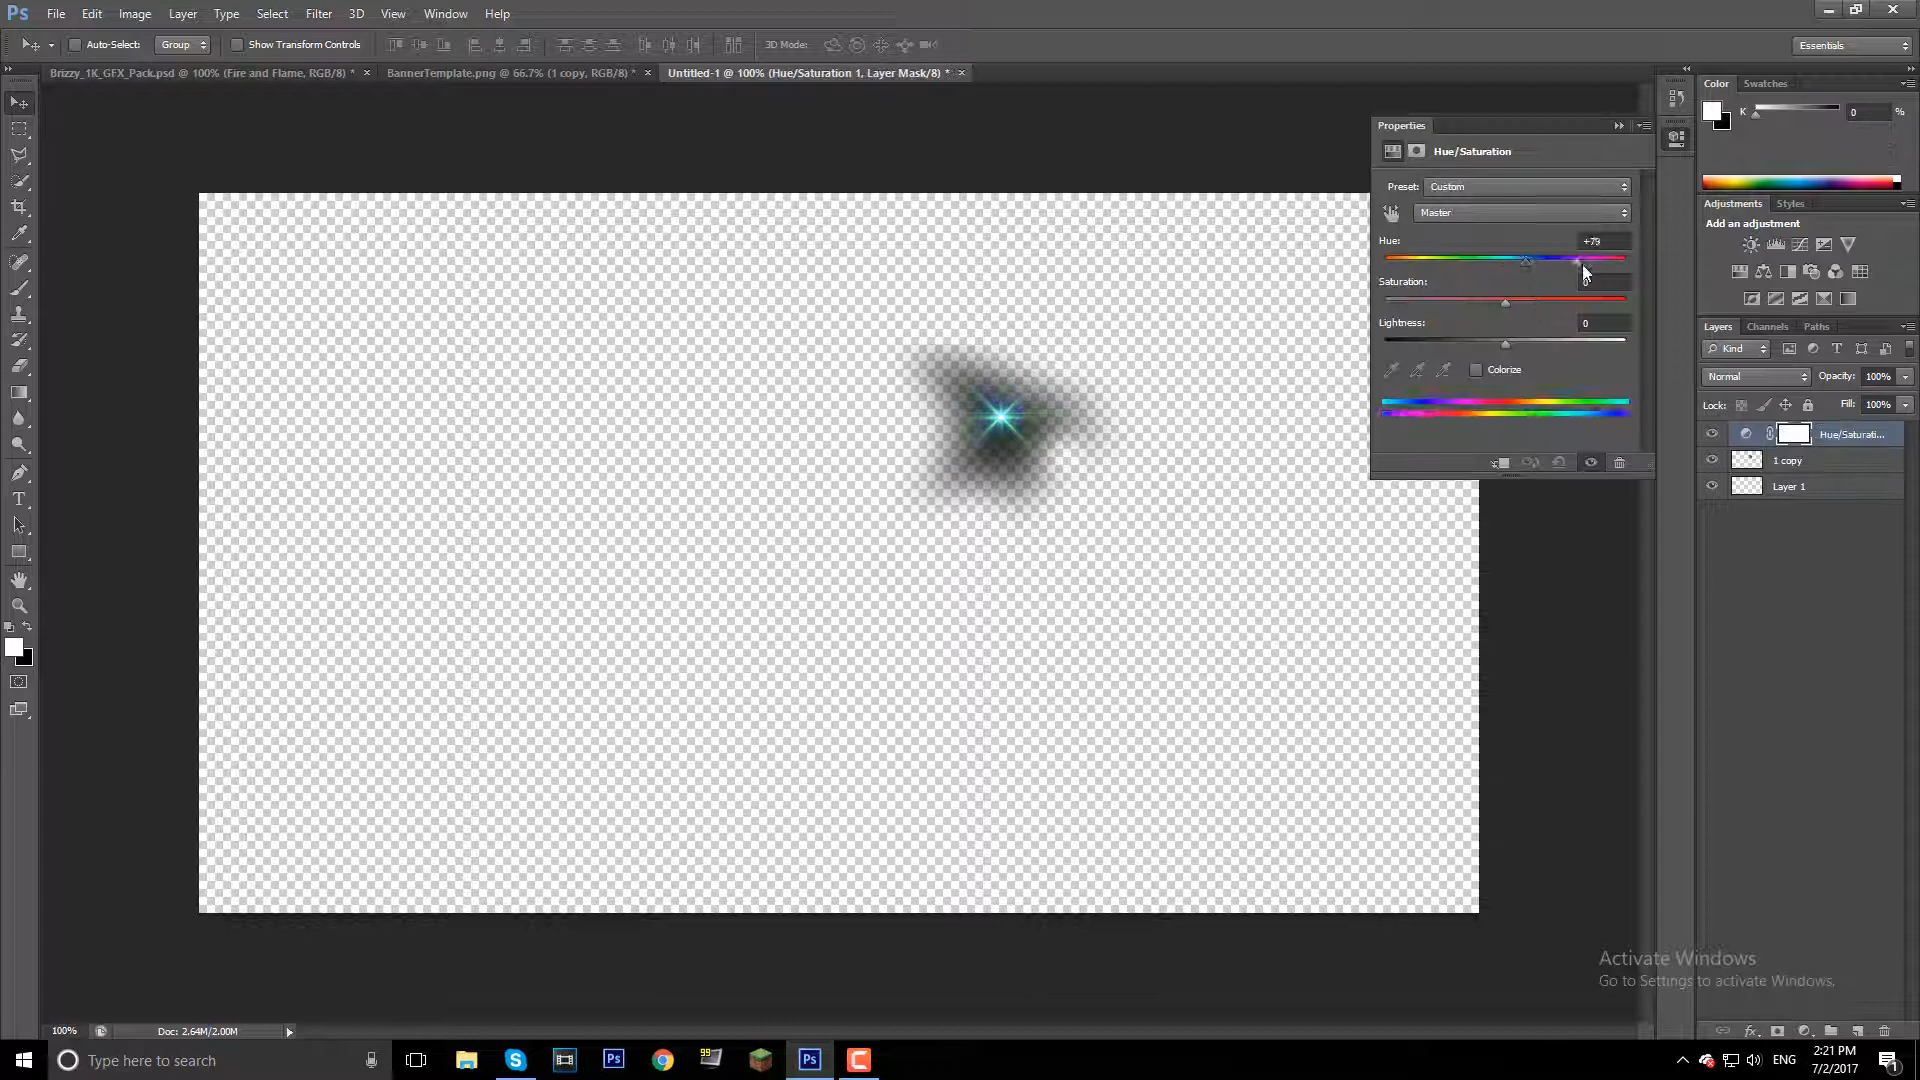 Ps File Edit Image Layer Type Select Filter 3D View Window Help
Auto-Select: Group Show Transform Controls 3D Mode: Essentials
Brizzy_1K_GFX_Pack.psd @ 100% (Fire and Flame, RGB/8) * BannerTemplate.png @ 66.7% (1 copy, RGB/8) * Untitled-1 @ 100% (Hue/Saturation 1, Layer Mask/8) *
Color Swatches
K 0 %
Properties
Hue/Saturation
Preset: Custom
Master
Hue: +79
Saturation: 0
Lightness: 0
Colorize
Adjustments Styles
Add an adjustment
Layers Channels Paths
Kind
Normal Opacity: 100%
Lock: Fill: 100%
Hue/Saturati...
1 copy
Layer 1
Activate Windows
Go to Settings to activate Windows.
100% Doc: 2.64M/2.00M
Type here to search
Ps
99
Ps
ENG
2:21 PM
7/2/2017
1